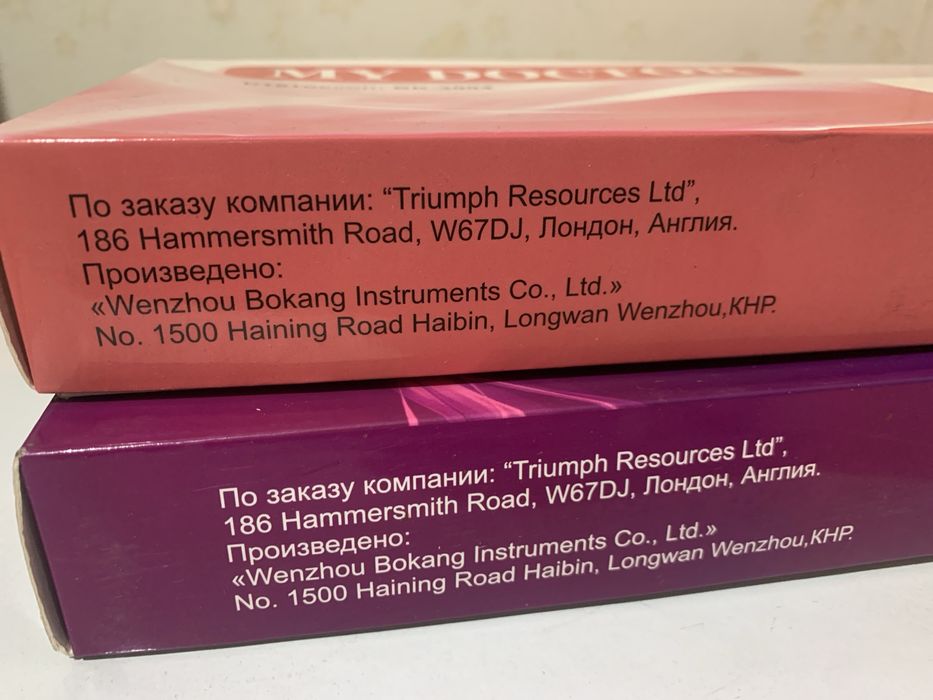 MY DOCTOR
По заказу компании: “Triumph Resources Ltd”,
186 Hammersmith Road, W67DJ, Лондон, Англия.
Произведено:
«Wenzhou Bokang Instruments Co., Ltd.»
No. 1500 Haining Road Haibin, Longwan Wenzhou,КНР.
По заказу компании: “Triumph Resources Ltd”,
186 Hammersmith Road, W67DJ, Лондон, Англия.
Произведено:
«Wenzhou Bokang Instruments Co., Ltd.»
No. 1500 Haining Road Haibin, Longwan Wenzhou,КНР.